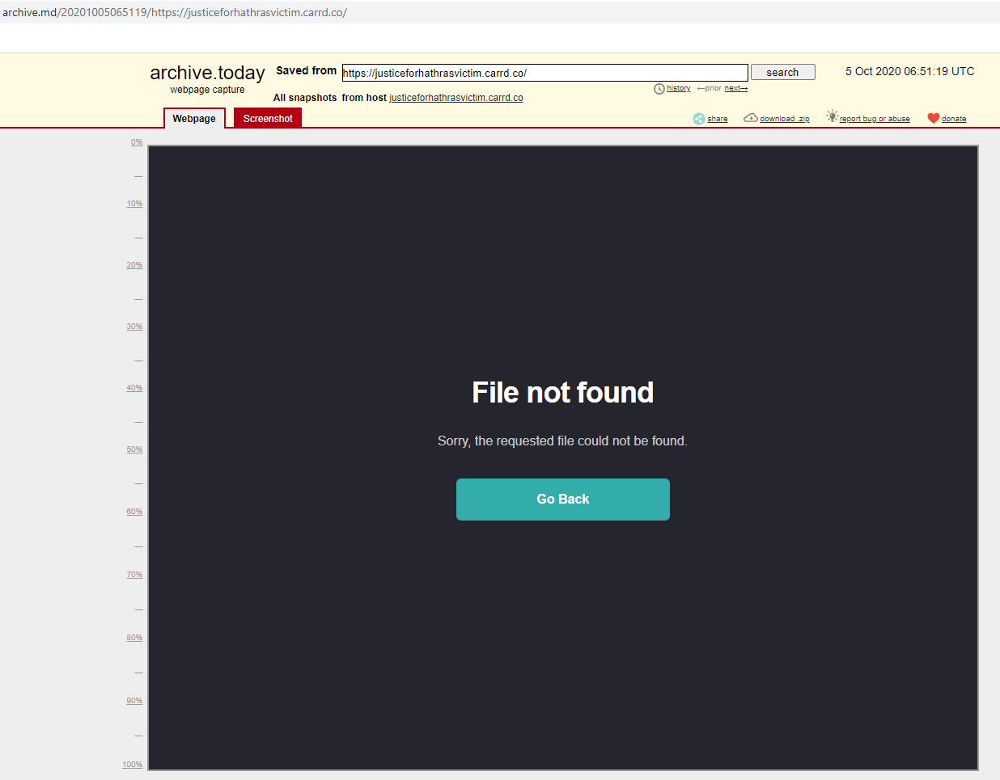 archive.md/20201005065119/https://justiceforhathrasvictim.carrd.co/
archive.today
webpage capture
Saved from https://justiceforhathrasvictim.carrd.co/ search
5 Oct 2020 06:51:19 UTC
history ←prior next→
All snapshots from host justiceforhathrasvictim.carrd.co
Webpage Screenshot
share download .zip report bug or abuse donate
0%
10%
20%
30%
40%
50%
60%
70%
80%
90%
100%
File not found
Sorry, the requested file could not be found.
Go Back